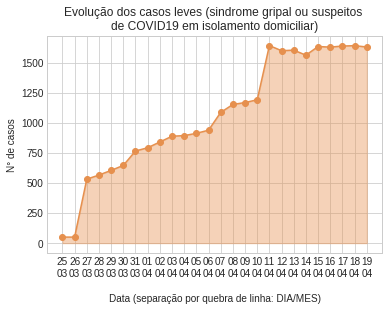 Evolução dos casos leves (sindrome gripal ou suspeitos
de COVID19 em isolamento domiciliar)
1500
1250
1000
750
500
250
0
N° de casos
25 26 27 28 29 30 31 01 02 03 04 05 06 07 08 09 10 11 12 13 14 15 16 17 18 19
03 03 03 03 03 03 03 04 04 04 04 04 04 04 04 04 04 04 04 04 04 04 04 04 04 04
Data (separação por quebra de linha: DIA/MES)